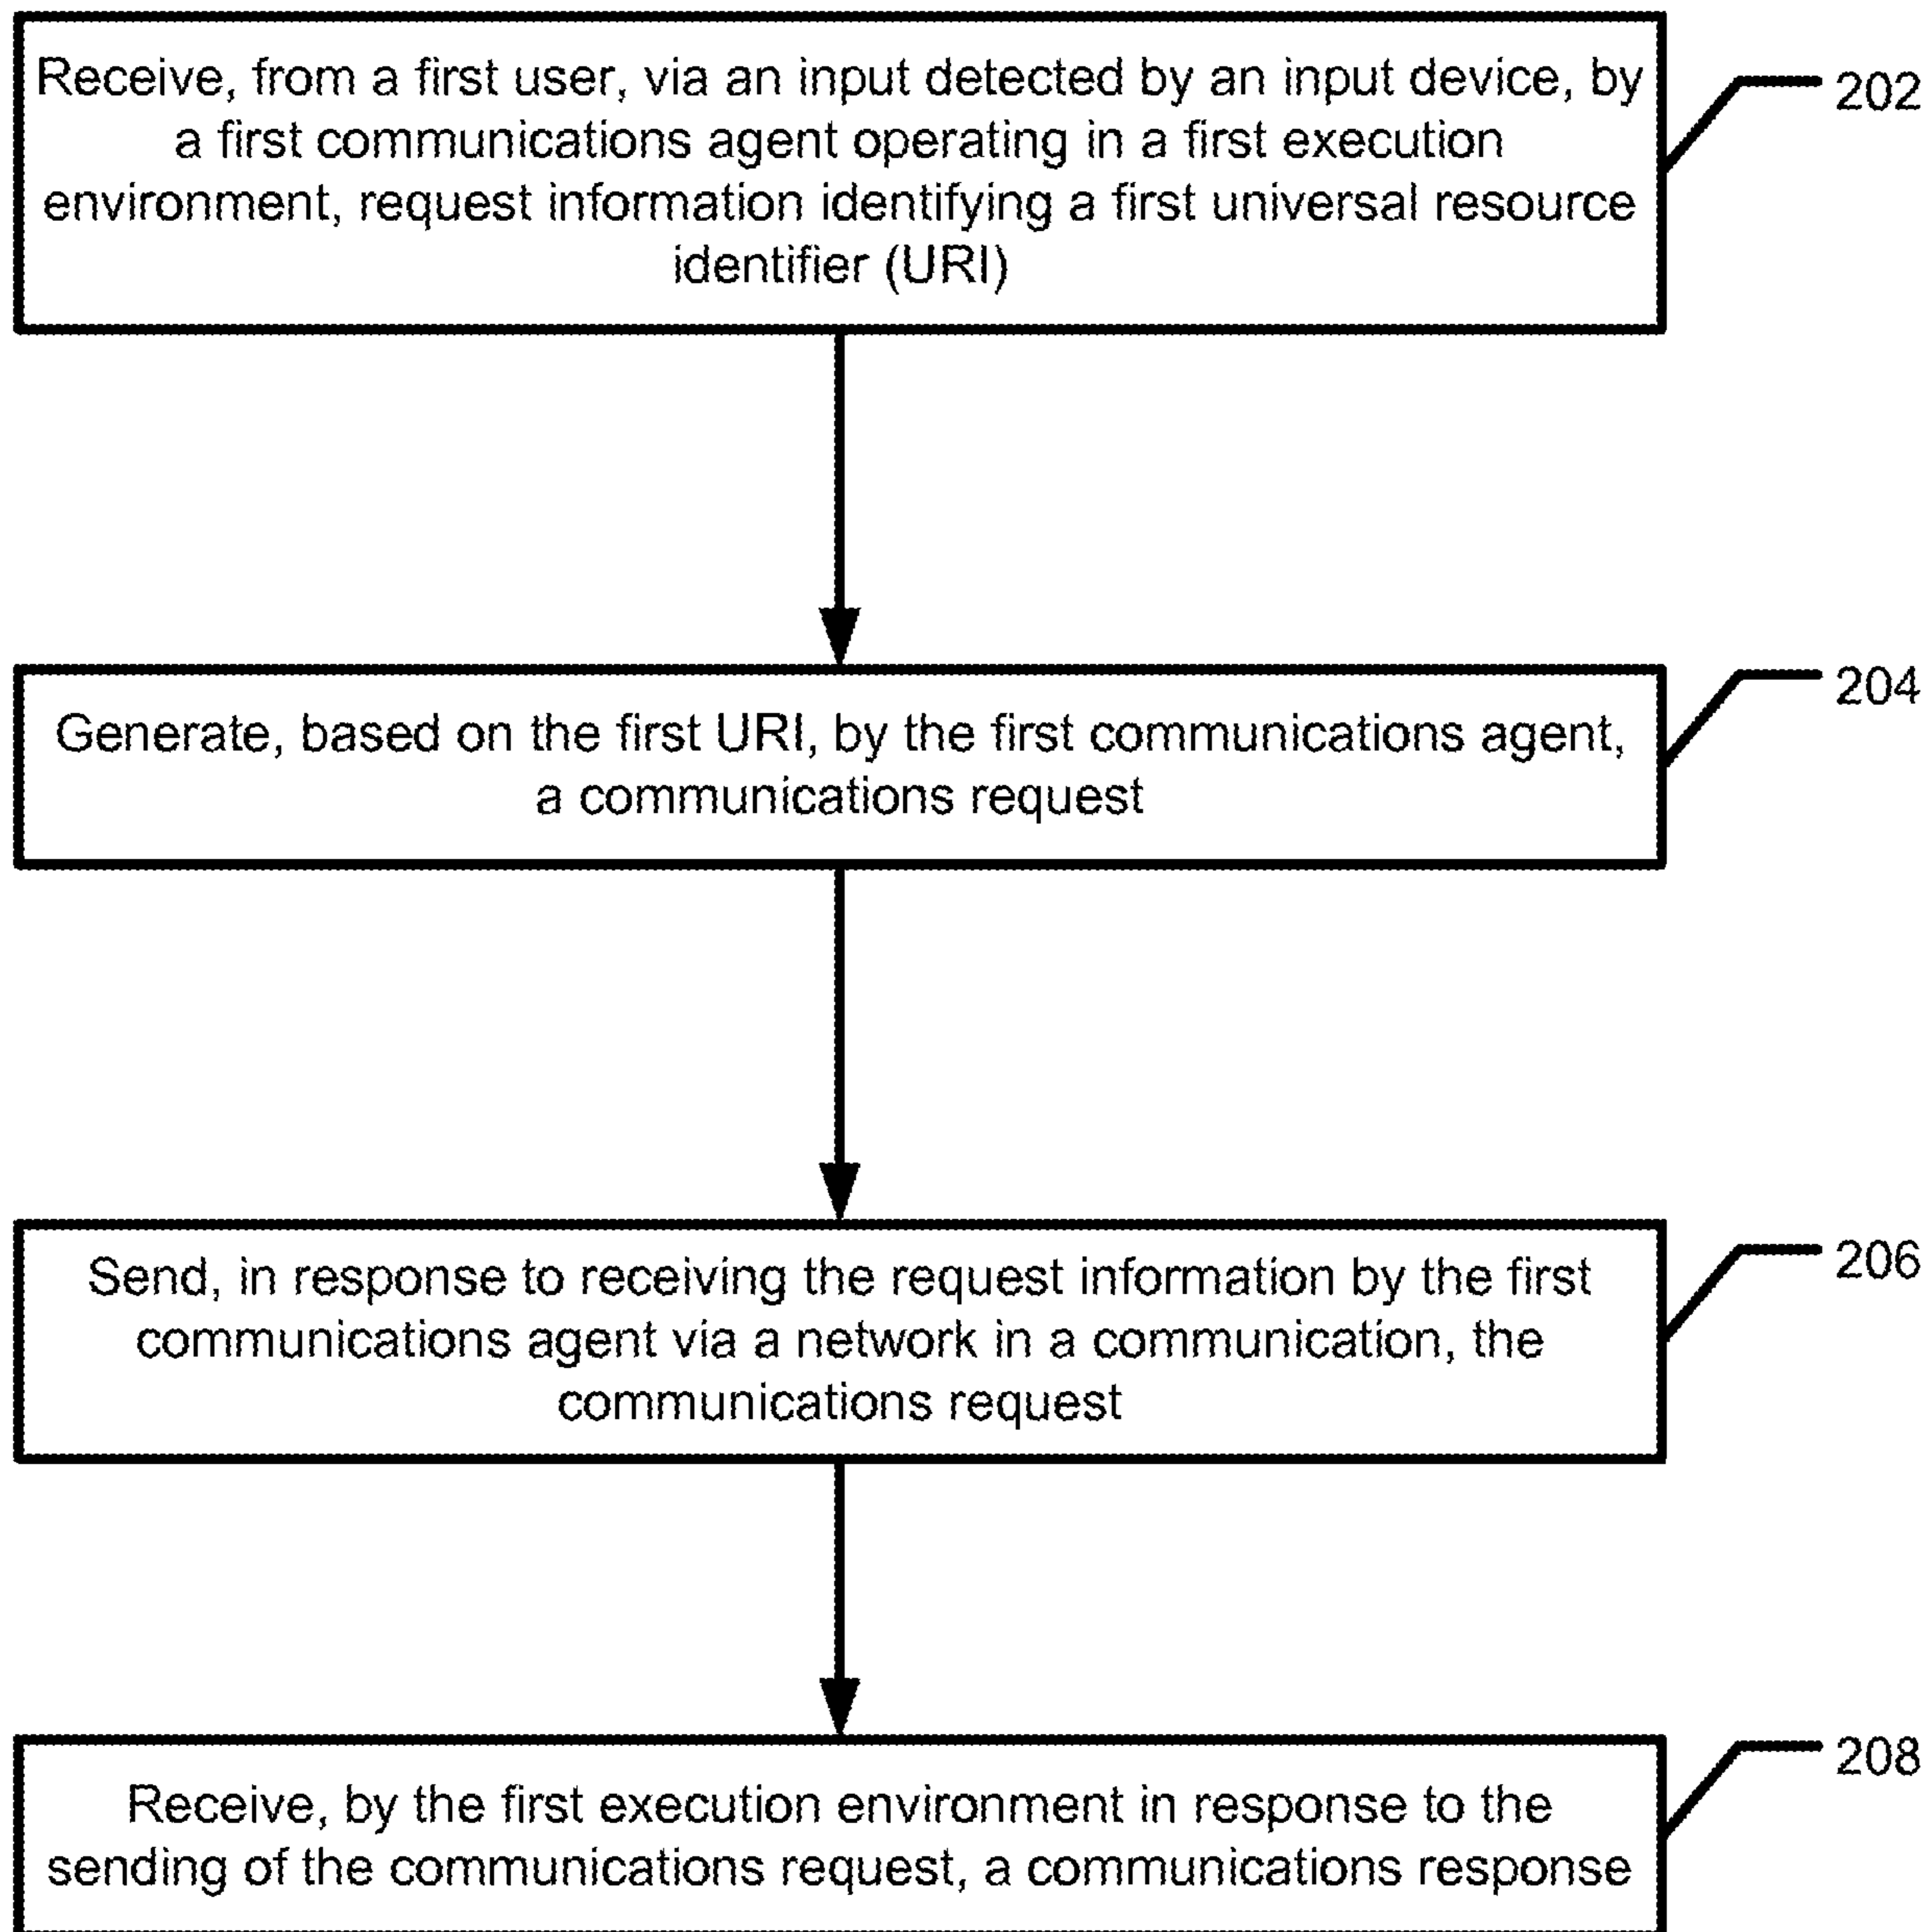 Receive, from a first user, via an input detected by an input device, by
a first communications agent operating in a first execution
environment, request information identifying a first universal resource
identifier (URI)
202
Generate, based on the first URI, by the first communications agent,
a communications request
204
Send, in response to receiving the request information by the first
communications agent via a network in a communication, the
communications request
206
Receive, by the first execution environment in response to the
sending of the communications request, a communications response
208